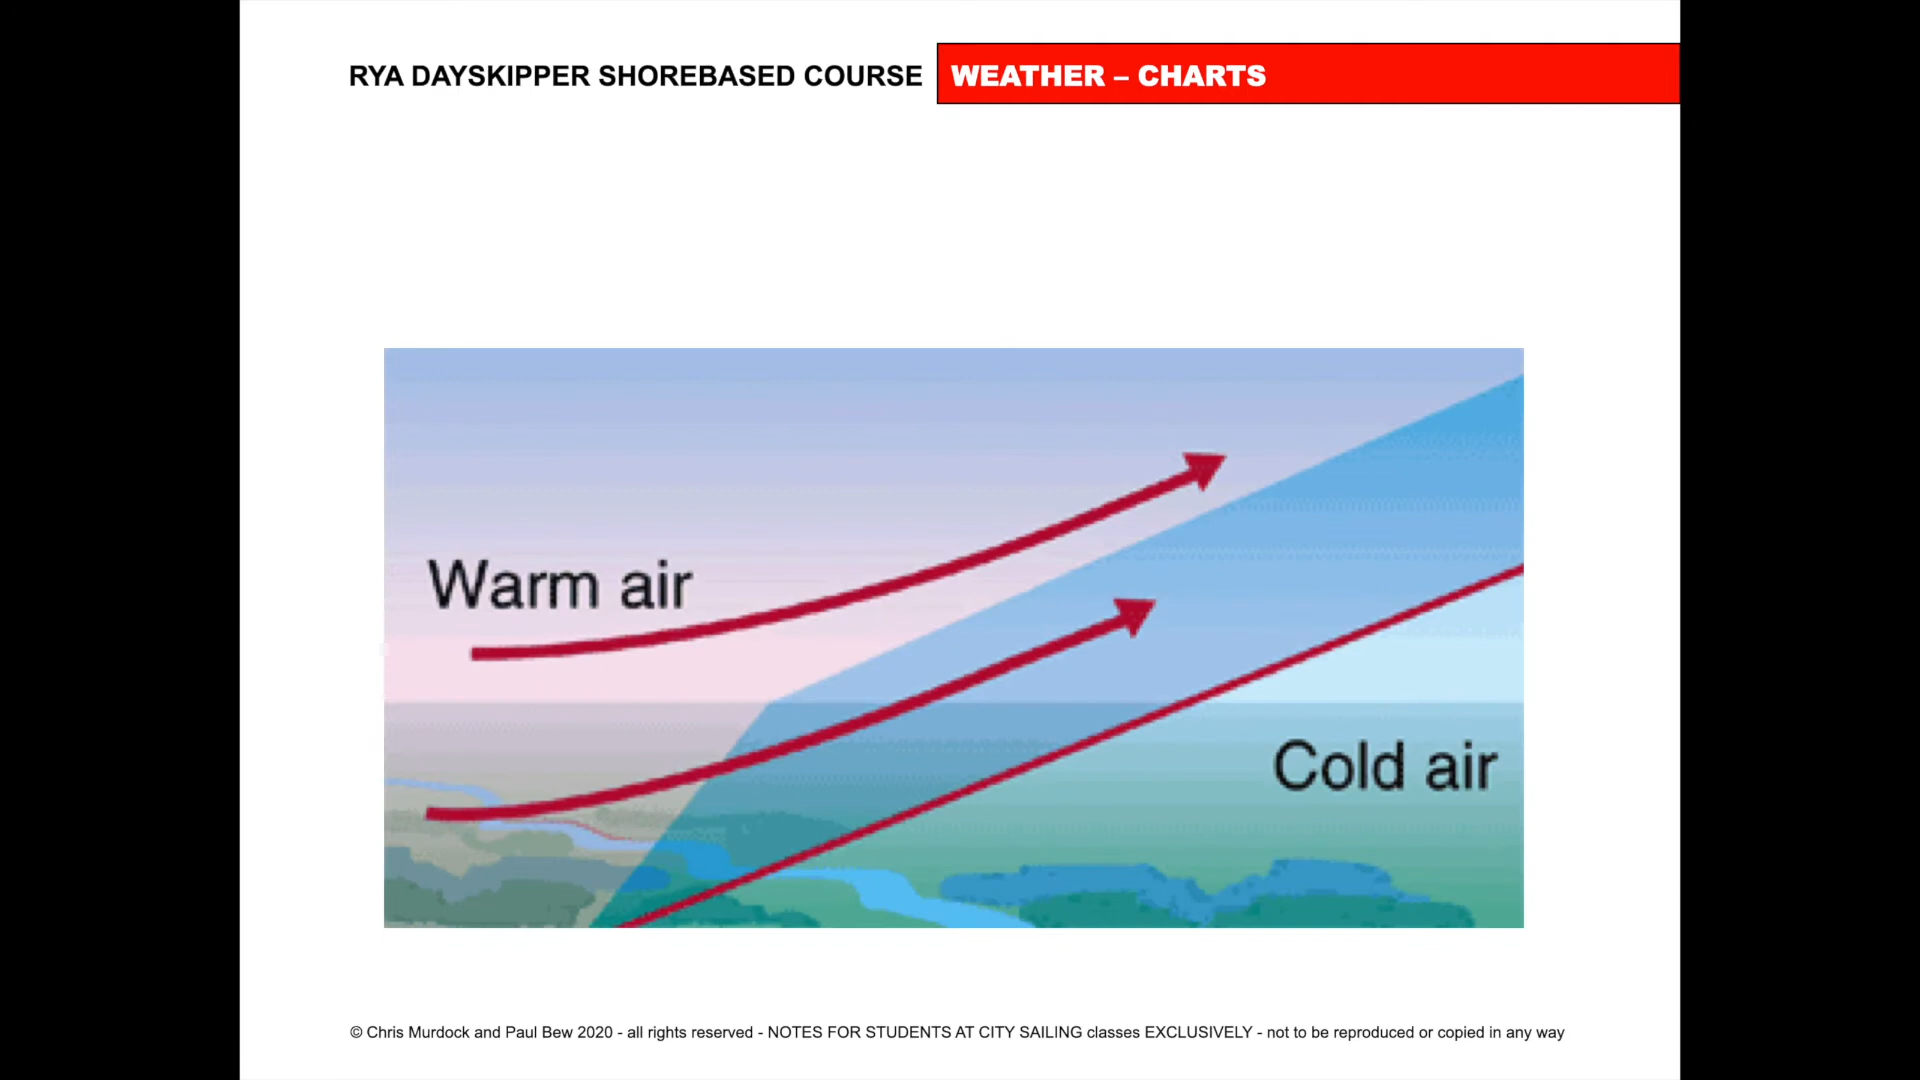 RYA DAYSKIPPER SHOREBASED COURSE WEATHER – CHARTS
Warm air
Cold air
© Chris Murdock and Paul Bew 2020 - all rights reserved - NOTES FOR STUDENTS AT CITY SAILING classes EXCLUSIVELY - not to be reproduced or copied in any way